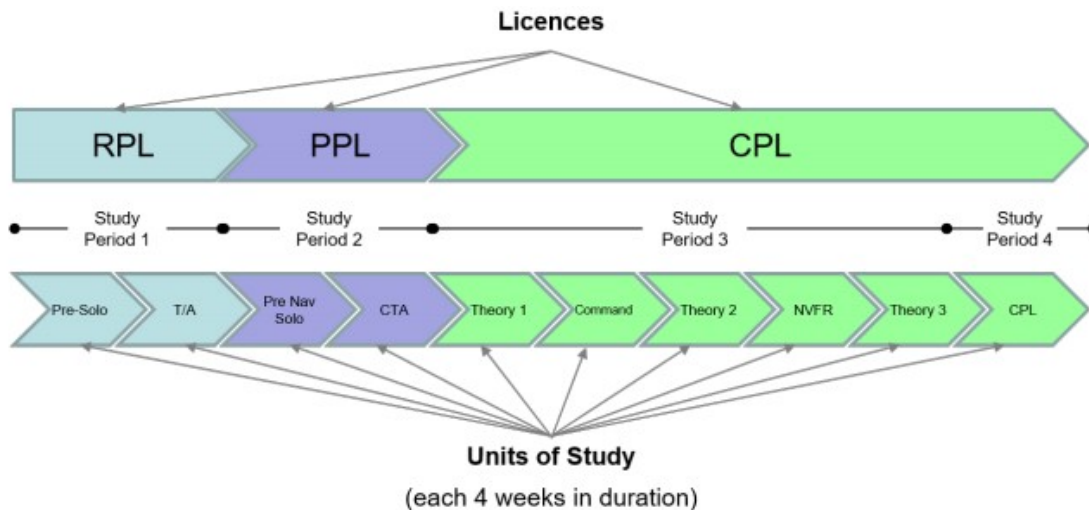 Licences
RPL
PPL
CPL
Study
Period 1
Study
Period 2
Study
Period 3
Study
Period 4
Pre-Solo
T/A
Pre Nav
Solo
CTA
Theory 1
Command
Theory 2
NVFR
Theory 3
CPL
Units of Study
(each 4 weeks in duration)